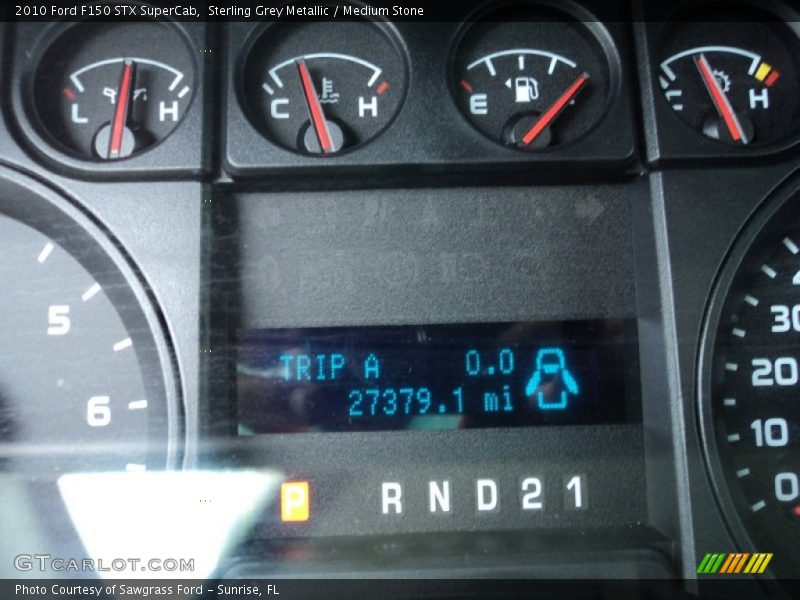 2010 Ford F150 STX SuperCab,  Sterling Grey Metallic / Medium Stone
L H
C H
E
C H
5
6
TRIP A 0.0
27379.1 mi
P R N D 2 1
30
20
10
0
GTCARLOT.COM
Photo Courtesy of Sawgrass Ford - Sunrise, FL